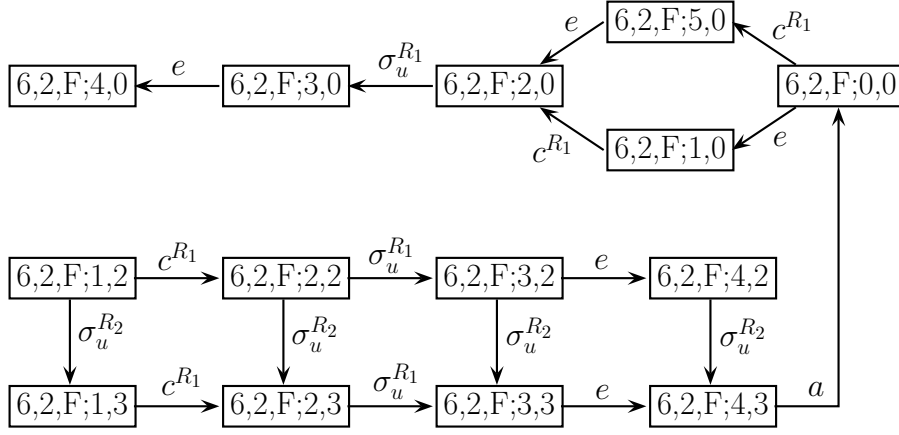 6,2,F;5,0
e
c^{R_1}
e
σ_u^{R_1}
6,2,F;4,0
6,2,F;3,0
6,2,F;2,0
6,2,F;0,0
c^{R_1}
6,2,F;1,0
e
c^{R_1}
σ_u^{R_1}
e
6,2,F;1,2
6,2,F;2,2
6,2,F;3,2
6,2,F;4,2
σ_u^{R_2}
σ_u^{R_2}
σ_u^{R_2}
σ_u^{R_2}
c^{R_1}
σ_u^{R_1}
e
a
6,2,F;1,3
6,2,F;2,3
6,2,F;3,3
6,2,F;4,3